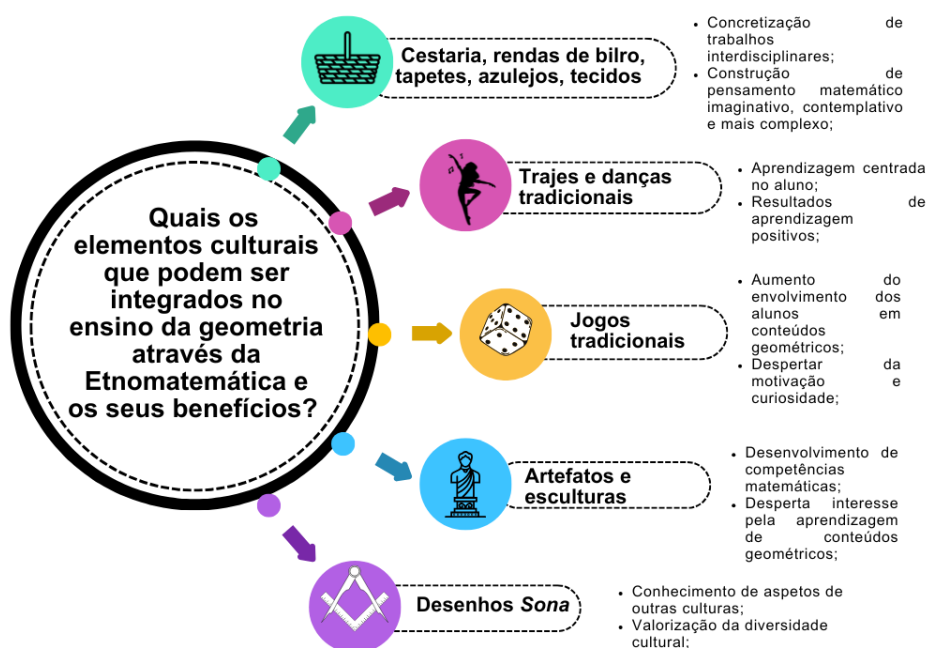 Quais os
elementos culturais
que podem ser
integrados no
ensino da geometria
através da
Etnomatemática e
os seus benefícios?
Cestaria, rendas de bilro,
tapetes, azulejos, tecidos
• Concretização de
trabalhos
interdisciplinares;
• Construção de
pensamento matemático
imaginativo, contemplativo
e mais complexo;
Trajes e danças
tradicionais
• Aprendizagem centrada
no aluno;
• Resultados de
aprendizagem
positivos;
Jogos
tradicionais
• Aumento do
envolvimento dos
alunos em
conteúdos
geométricos;
• Despertar da
motivação e
curiosidade;
Artefatos e
esculturas
• Desenvolvimento de
competências
matemáticas;
• Desperta interesse
pela aprendizagem
de conteúdos
geométricos;
Desenhos Sona
• Conhecimento de aspetos de
outras culturas;
• Valorização da diversidade
cultural;